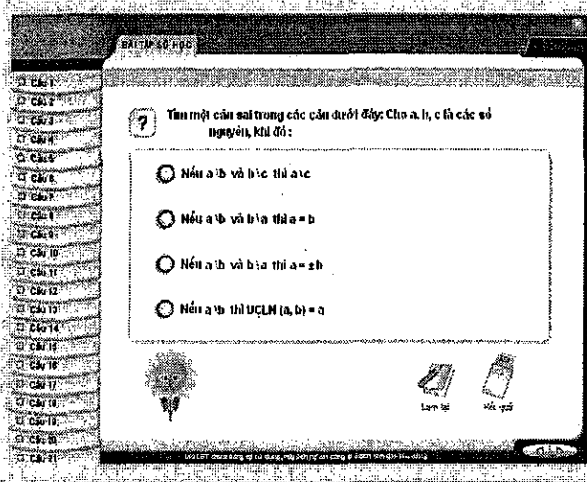 BÀI TẬP SỐ HỌC
Câu 1
Câu 2
Câu 3
Câu 4
Câu 5
Câu 6
Câu 7
Câu 8
Câu 9
Câu 10
Câu 11
Câu 12
Câu 13
Câu 14
Câu 15
Câu 16
Câu 17
Câu 18
Câu 19
Câu 20
Câu 21
? Tìm một câu sai trong các câu dưới đây: Cho a, b, c là các số
nguyên, khi đó :
Nếu a \ b và b \ c thì a \ c
Nếu a \ b và b \ a thì a = b
Nếu a \ b và b \ a thì a = ±b
Nếu a \ b thì UCLN (a, b) = a
Làm lại
Kết quả